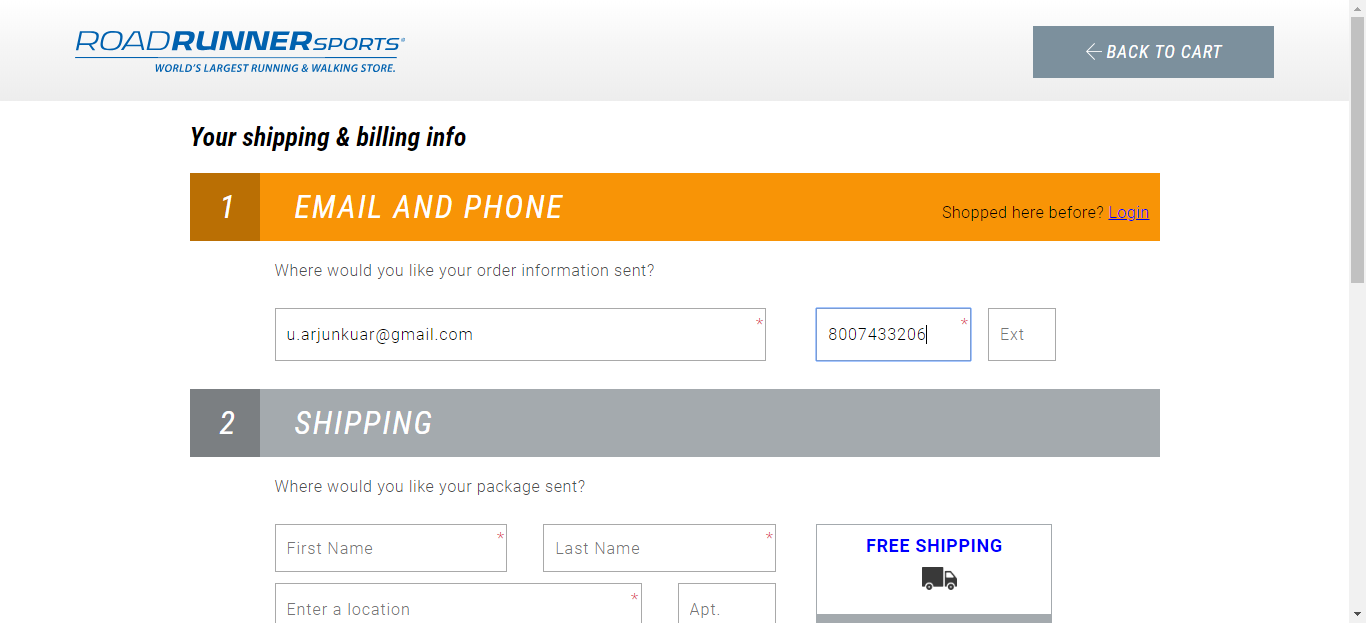 ROADRUNNERSPORTS®
WORLD'S LARGEST RUNNING & WALKING STORE.
BACK TO CART
Your shipping & billing info
1 EMAIL AND PHONE
Shopped here before? Login
Where would you like your order information sent?
u.arjunkuar@gmail.com * 8007433206 * Ext
2 SHIPPING
Where would you like your package sent?
First Name * Last Name *
FREE SHIPPING
Enter a location * Apt.